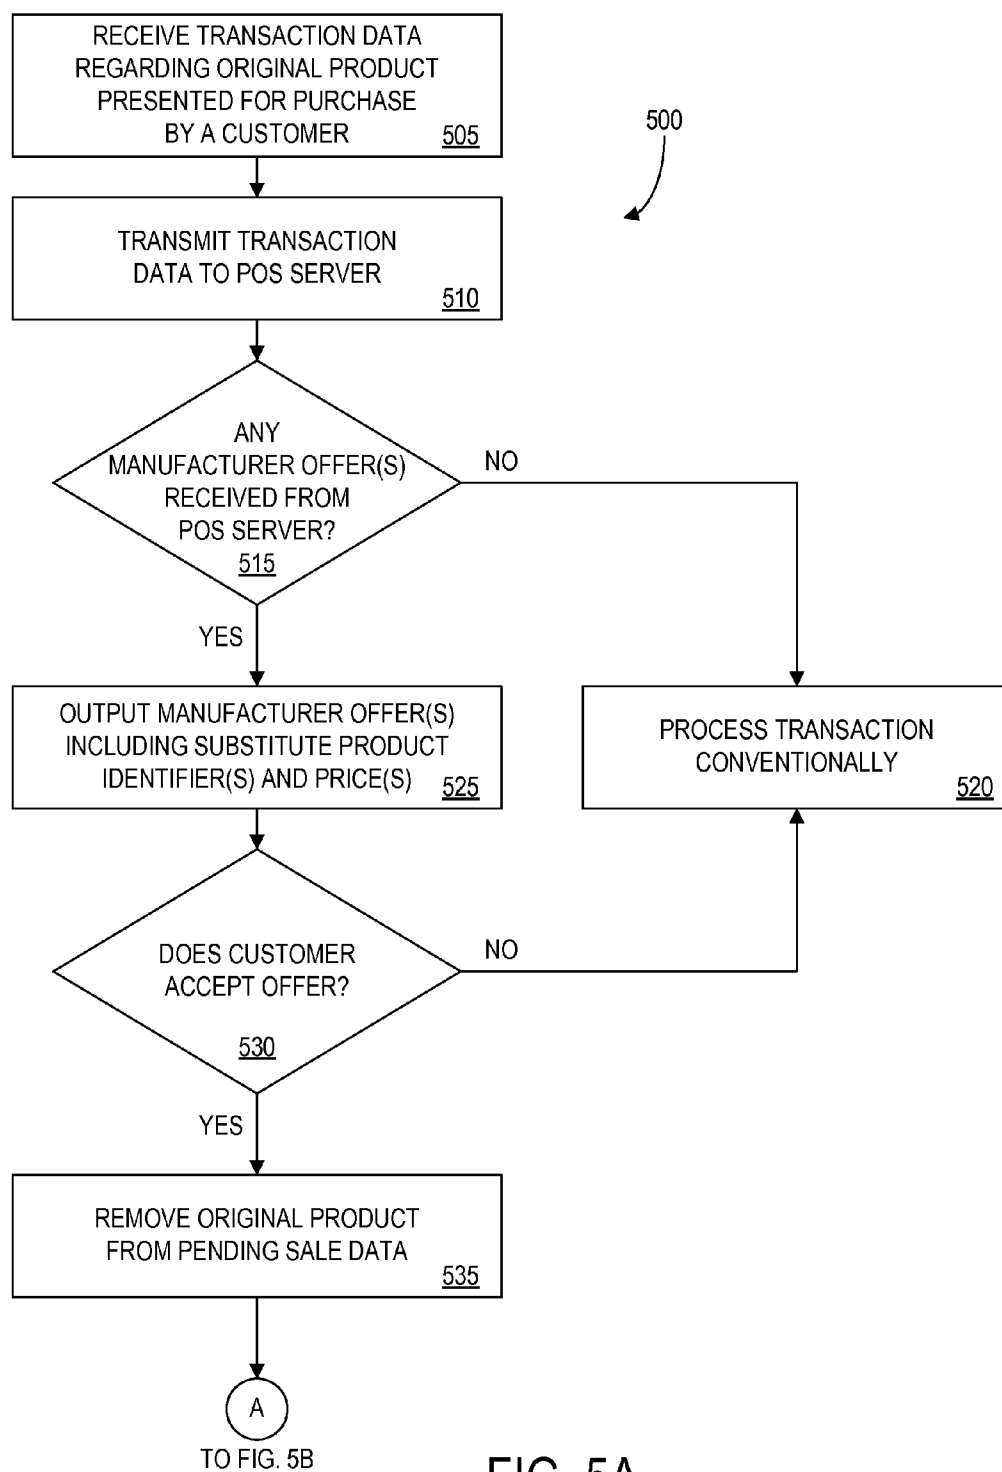 RECEIVE TRANSACTION DATA
REGARDING ORIGINAL PRODUCT
PRESENTED FOR PURCHASE
BY A CUSTOMER
505
500
TRANSMIT TRANSACTION
DATA TO POS SERVER
510
ANY
MANUFACTURER OFFER(S)
RECEIVED FROM
POS SERVER?
515
NO
YES
OUTPUT MANUFACTURER OFFER(S)
INCLUDING SUBSTITUTE PRODUCT
IDENTIFIER(S) AND PRICE(S)
525
PROCESS TRANSACTION
CONVENTIONALLY
520
DOES CUSTOMER
ACCEPT OFFER?
530
NO
YES
REMOVE ORIGINAL PRODUCT
FROM PENDING SALE DATA
535
A
TO FIG. 5B
FIG. 5A